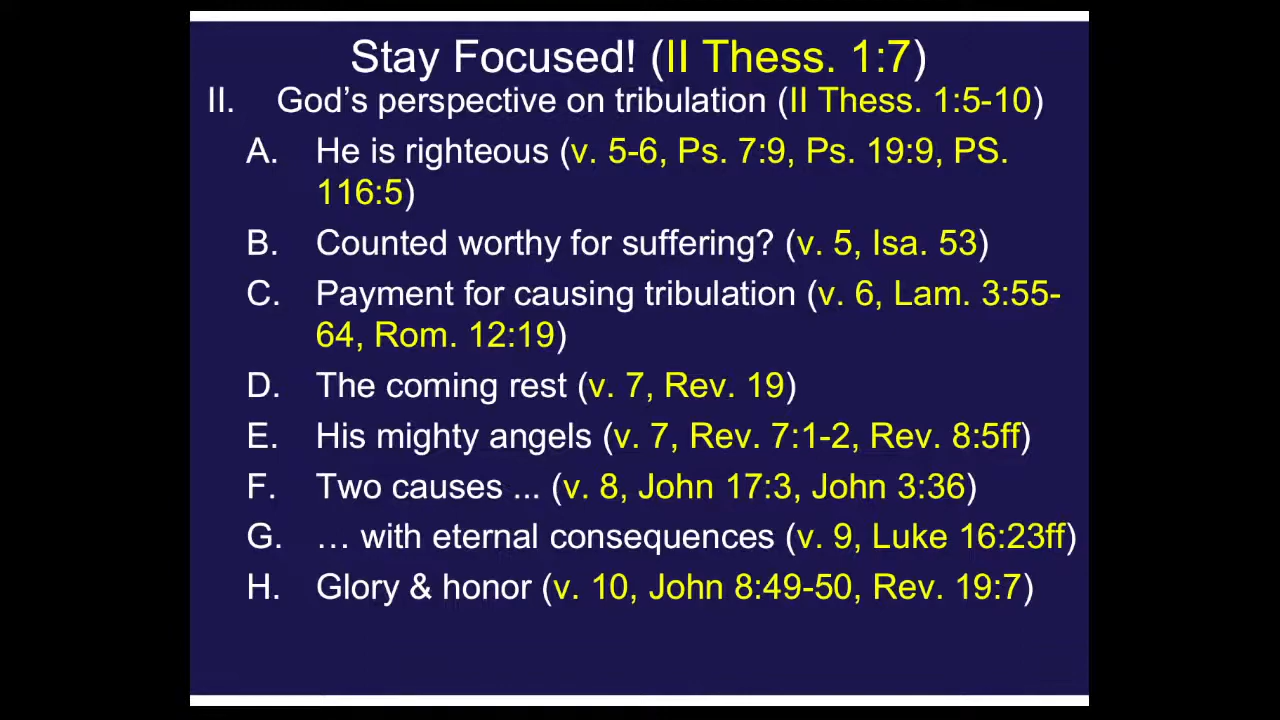 Stay Focused! (II Thess. 1:7)
II. God’s perspective on tribulation (II Thess. 1:5-10)
A. He is righteous (v. 5-6, Ps. 7:9, Ps. 19:9, PS.
116:5)
B. Counted worthy for suffering? (v. 5, Isa. 53)
C. Payment for causing tribulation (v. 6, Lam. 3:55-
64, Rom. 12:19)
D. The coming rest (v. 7, Rev. 19)
E. His mighty angels (v. 7, Rev. 7:1-2, Rev. 8:5ff)
F. Two causes ... (v. 8, John 17:3, John 3:36)
G. … with eternal consequences (v. 9, Luke 16:23ff)
H. Glory & honor (v. 10, John 8:49-50, Rev. 19:7)